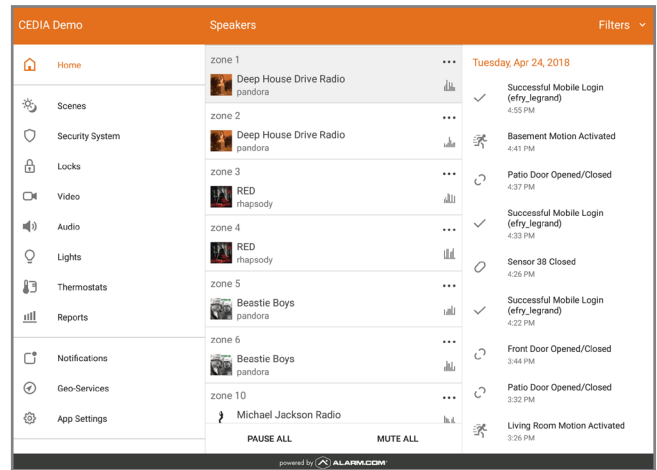 CEDIA Demo
Speakers
Filters
Home
Scenes
Security System
Locks
Video
Audio
Lights
Thermostats
Reports
Notifications
Geo-Services
App Settings
zone 1
Deep House Drive Radio
pandora
zone 2
Deep House Drive Radio
pandora
zone 3
RED
rhapsody
zone 4
RED
rhapsody
zone 5
Beastie Boys
pandora
zone 6
Beastie Boys
pandora
zone 10
Michael Jackson Radio
PAUSE ALL
MUTE ALL
Tuesday, Apr 24, 2018
Successful Mobile Login
(efry_legrand)
4:55 PM
Basement Motion Activated
4:41 PM
Patio Door Opened/Closed
4:37 PM
Successful Mobile Login
(efry_legrand)
4:33 PM
Sensor 38 Closed
4:26 PM
Successful Mobile Login
(efry_legrand)
4:22 PM
Front Door Opened/Closed
3:44 PM
Patio Door Opened/Closed
3:32 PM
Living Room Motion Activated
3:26 PM
powered by ALARM.COM